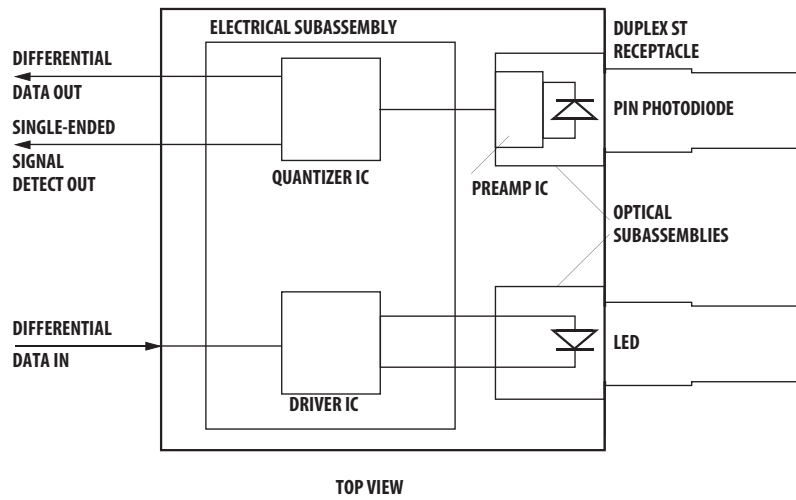 ELECTRICAL SUBASSEMBLY
DUPLEX ST
RECEPTACLE
DIFFERENTIAL
DATA OUT
PIN PHOTODIODE
SINGLE-ENDED
SIGNAL
DETECT OUT
QUANTIZER IC
PREAMP IC
OPTICAL
SUBASSEMBLIES
DIFFERENTIAL
DATA IN
LED
DRIVER IC
TOP VIEW